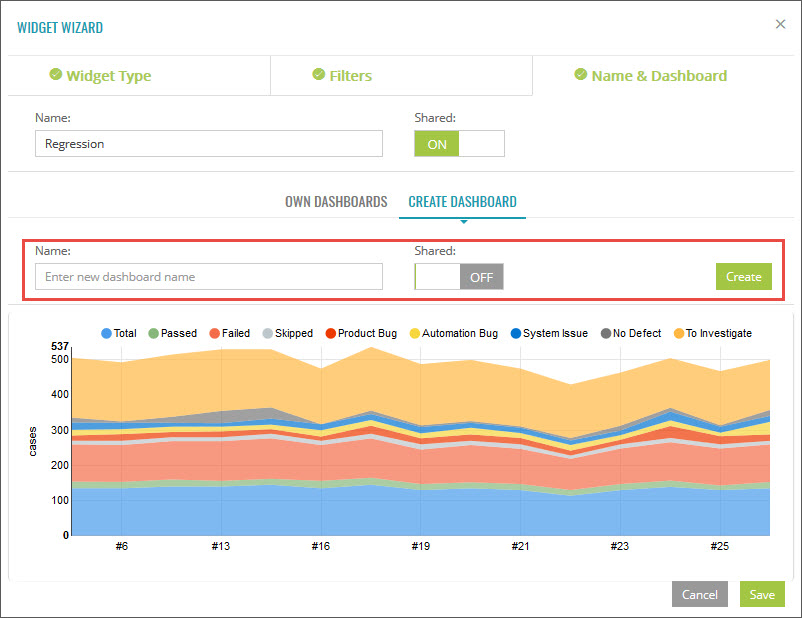 WIDGET WIZARD
Widget Type Filters Name & Dashboard
Name: Shared:
Regression ON
OWN DASHBOARDS CREATE DASHBOARD
Name: Shared:
Enter new dashboard name OFF Create
Total Passed Failed Skipped Product Bug Automation Bug System Issue No Defect To Investigate
537
500
400
300
200
100
0
cases
#6 #13 #16 #19 #21 #23 #25
Cancel Save